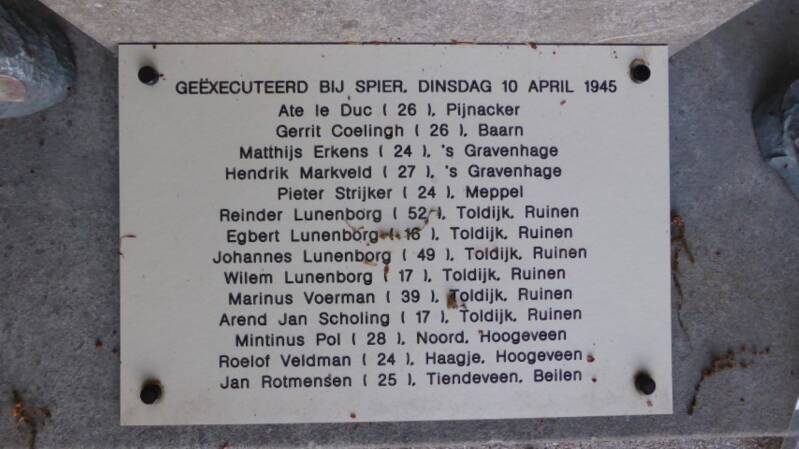 GEËXECUTEERD BIJ SPIER, DINSDAG 10 APRIL 1945
Ate le Duc ( 26 ), Pijnacker
Gerrit Coelingh ( 26 ), Baarn
Matthijs Erkens ( 24 ), 's Gravenhage
Hendrik Markveld ( 27 ), 's Gravenhage
Pieter Strijker ( 24 ), Meppel
Reinder Lunenborg ( 52 ), Toldijk, Ruinen
Egbert Lunenborg ( 16 ), Toldijk, Ruinen
Johannes Lunenborg ( 49 ), Toldijk, Ruinen
Wilem Lunenborg ( 17 ), Toldijk, Ruinen
Marinus Voerman ( 39 ), Toldijk, Ruinen
Arend Jan Scholing ( 17 ), Toldijk, Ruinen
Mintinus Pol ( 28 ), Noord, Hoogeveen
Roelof Veldman ( 24 ), Haagje, Hoogeveen
Jan Rotmensen ( 25 ), Tiendeveen, Beilen